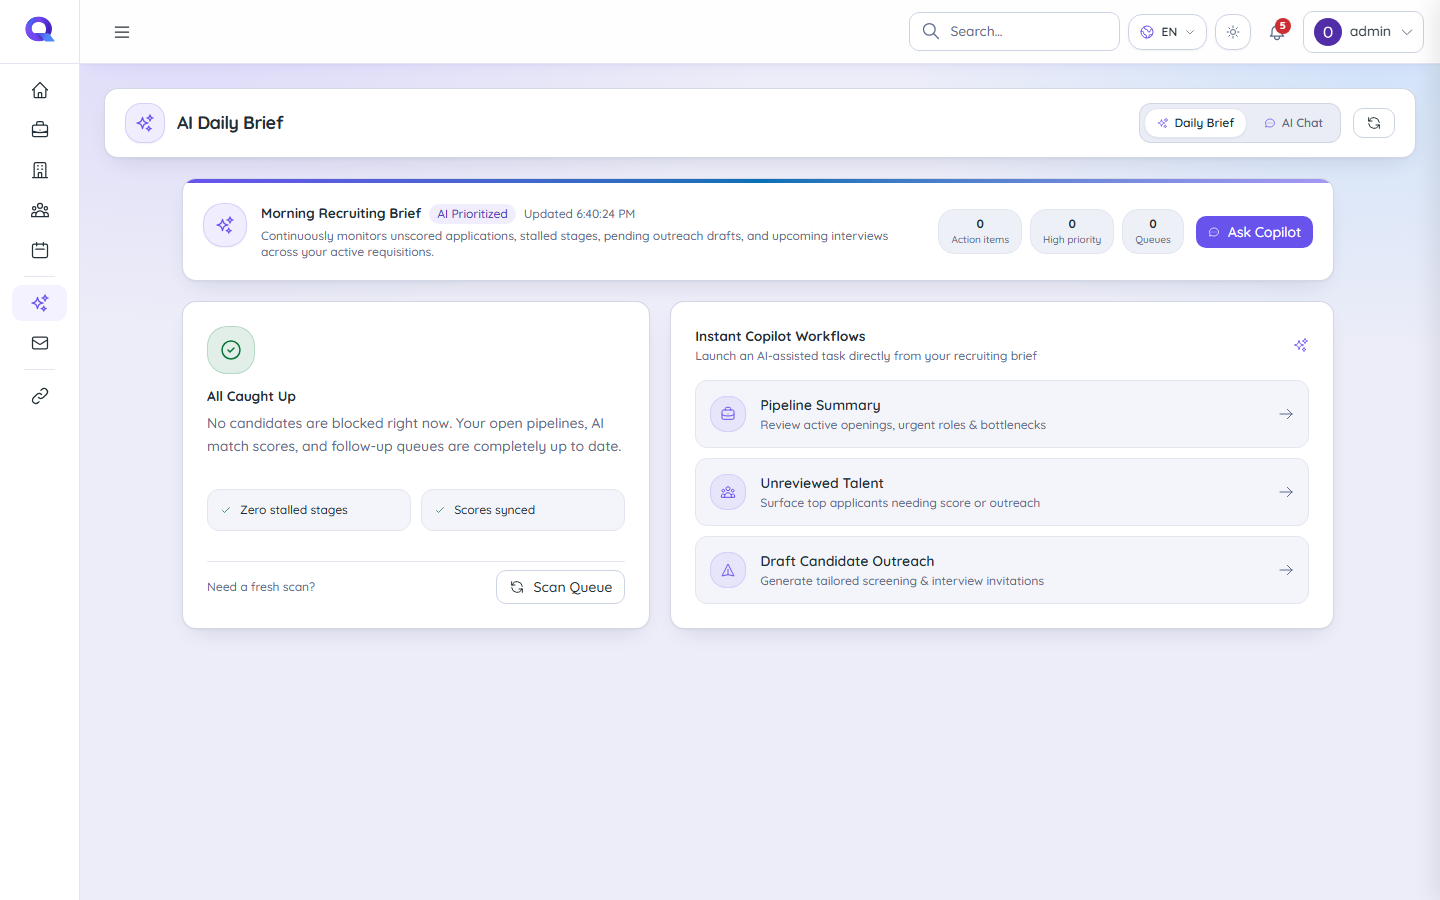 Search...
EN
5
O
admin
AI Daily Brief
Daily Brief
AI Chat
Morning Recruiting Brief
AI Prioritized
Updated 6:40:24 PM
Continuously monitors unscored applications, stalled stages, pending outreach drafts, and upcoming interviews
across your active requisitions.
0
Action items
0
High priority
0
Queues
Ask Copilot
All Caught Up
No candidates are blocked right now. Your open pipelines, AI
match scores, and follow-up queues are completely up to date.
Zero stalled stages
Scores synced
Need a fresh scan?
Scan Queue
Instant Copilot Workflows
Launch an AI-assisted task directly from your recruiting brief
Pipeline Summary
Review active openings, urgent roles & bottlenecks
Unreviewed Talent
Surface top applicants needing score or outreach
Draft Candidate Outreach
Generate tailored screening & interview invitations